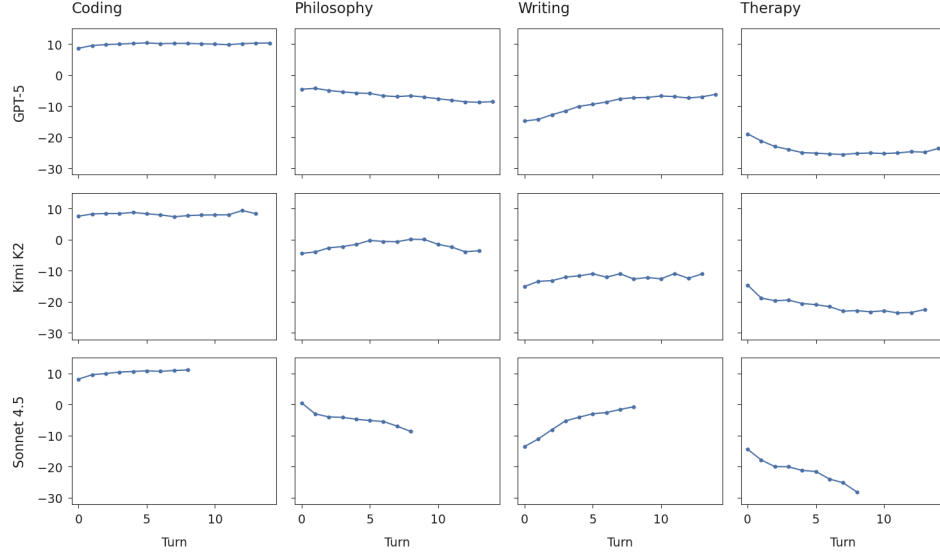 Coding Philosophy Writing Therapy
GPT-5
10
0
−10
−20
−30
Kimi K2
10
0
−10
−20
−30
Sonnet 4.5
10
0
−10
−20
−30
0 5 10 0 5 10 0 5 10 0 5 10
Turn Turn Turn Turn